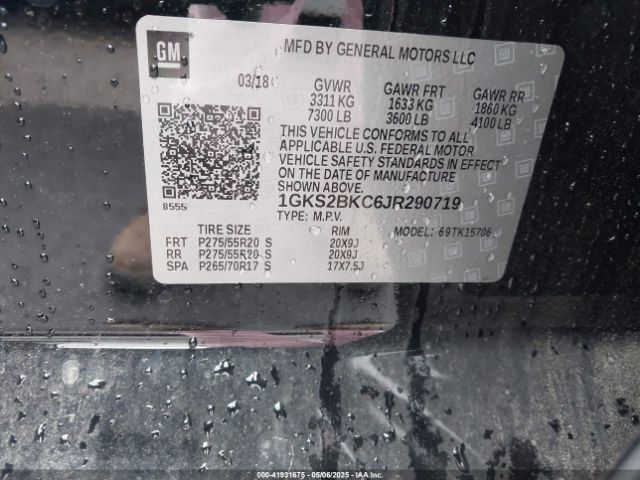 GM
MFD BY GENERAL MOTORS LLC
03/18
GVWR
3311 KG
7300 LB
GAWR FRT
1633 KG
3600 LB
GAWR RR
1860 KG
4100 LB
THIS VEHICLE CONFORMS TO ALL
APPLICABLE U.S. FEDERAL MOTOR
VEHICLE SAFETY STANDARDS IN EFFECT
ON THE DATE OF MANUFACTURE
SHOWN ABOVE.
8555
1GKS2BKC6JR290719
TYPE: M.P.V. MODEL: 69TK15706
TIRE SIZE RIM
FRT P275/55R20 S 20X9J
RR P275/55R20 S 20X9J
SPA P265/70R17 S 17X7.5J
000-41931675 05/06/2025 IAA, Inc.